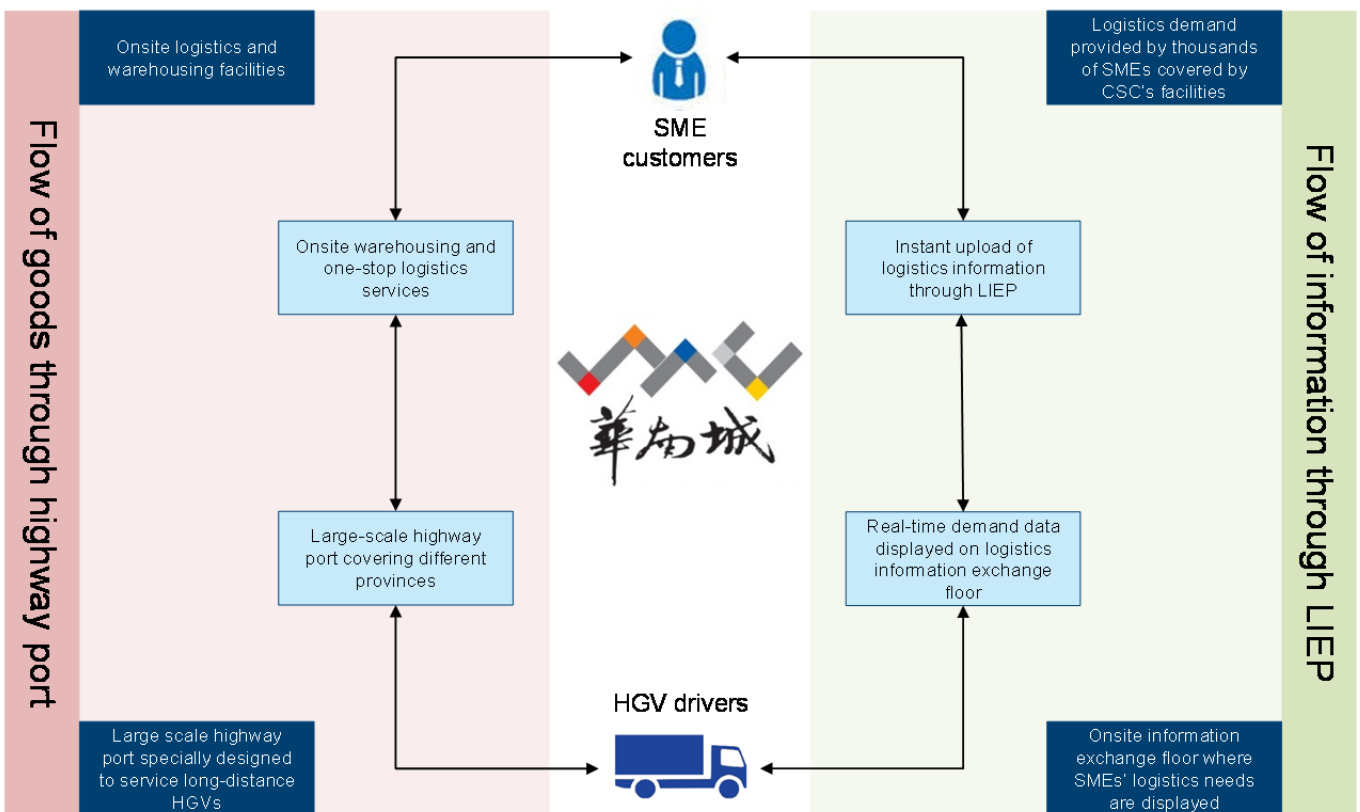 Onsite logistics and
warehousing facilities
SME
customers
Logistics demand
provided by thousands
of SMEs covered by
CSC's facilities
Flow of goods through highway port
Onsite warehousing and
one-stop logistics
services
Instant upload of
logistics information
through LIEP
Flow of information through LIEP
華南城
Large-scale highway
port covering different
provinces
Real-time demand data
displayed on logistics
information exchange
floor
HGV drivers
Large scale highway
port specially designed
to service long-distance
HGVs
Onsite information
exchange floor where
SMEs' logistics needs
are displayed